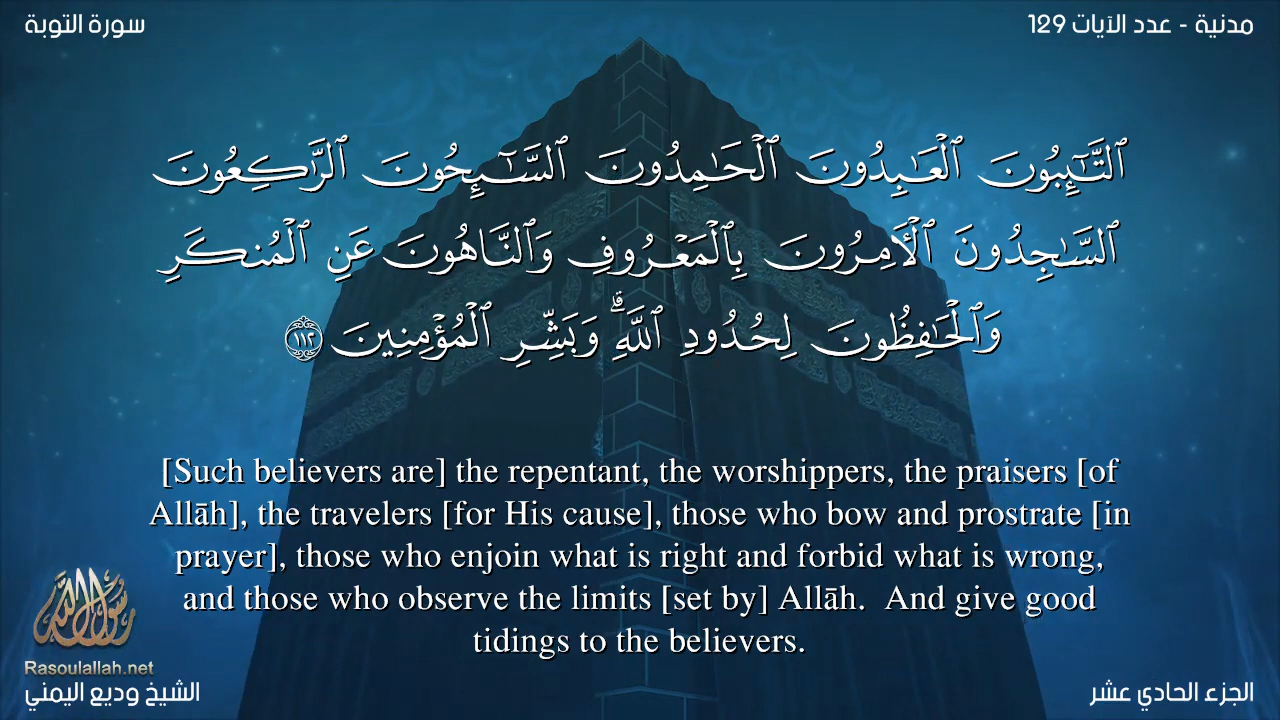 مدنية - عدد الآيات 129
سورة التوبة
ٱلتَّـٰٓئِبُونَ ٱلْعَـٰبِدُونَ ٱلْحَـٰمِدُونَ ٱلسَّـٰٓئِحُونَ ٱلرَّٰكِعُونَ
ٱلسَّـٰجِدُونَ ٱلْـَٔامِرُونَ بِٱلْمَعْرُوفِ وَٱلنَّاهُونَ عَنِ ٱلْمُنكَرِ
وَٱلْحَـٰفِظُونَ لِحُدُودِ ٱللَّهِ ۗ وَبَشِّرِ ٱلْمُؤْمِنِينَ ١١٢
[Such believers are] the repentant, the worshippers, the praisers [of
Allāh], the travelers [for His cause], those who bow and prostrate [in
prayer], those who enjoin what is right and forbid what is wrong,
and those who observe the limits [set by] Allāh.  And give good
tidings to the believers.
رسول الله
Rasoulallah.net
الشيخ وديع اليمني
الجزء الحادي عشر